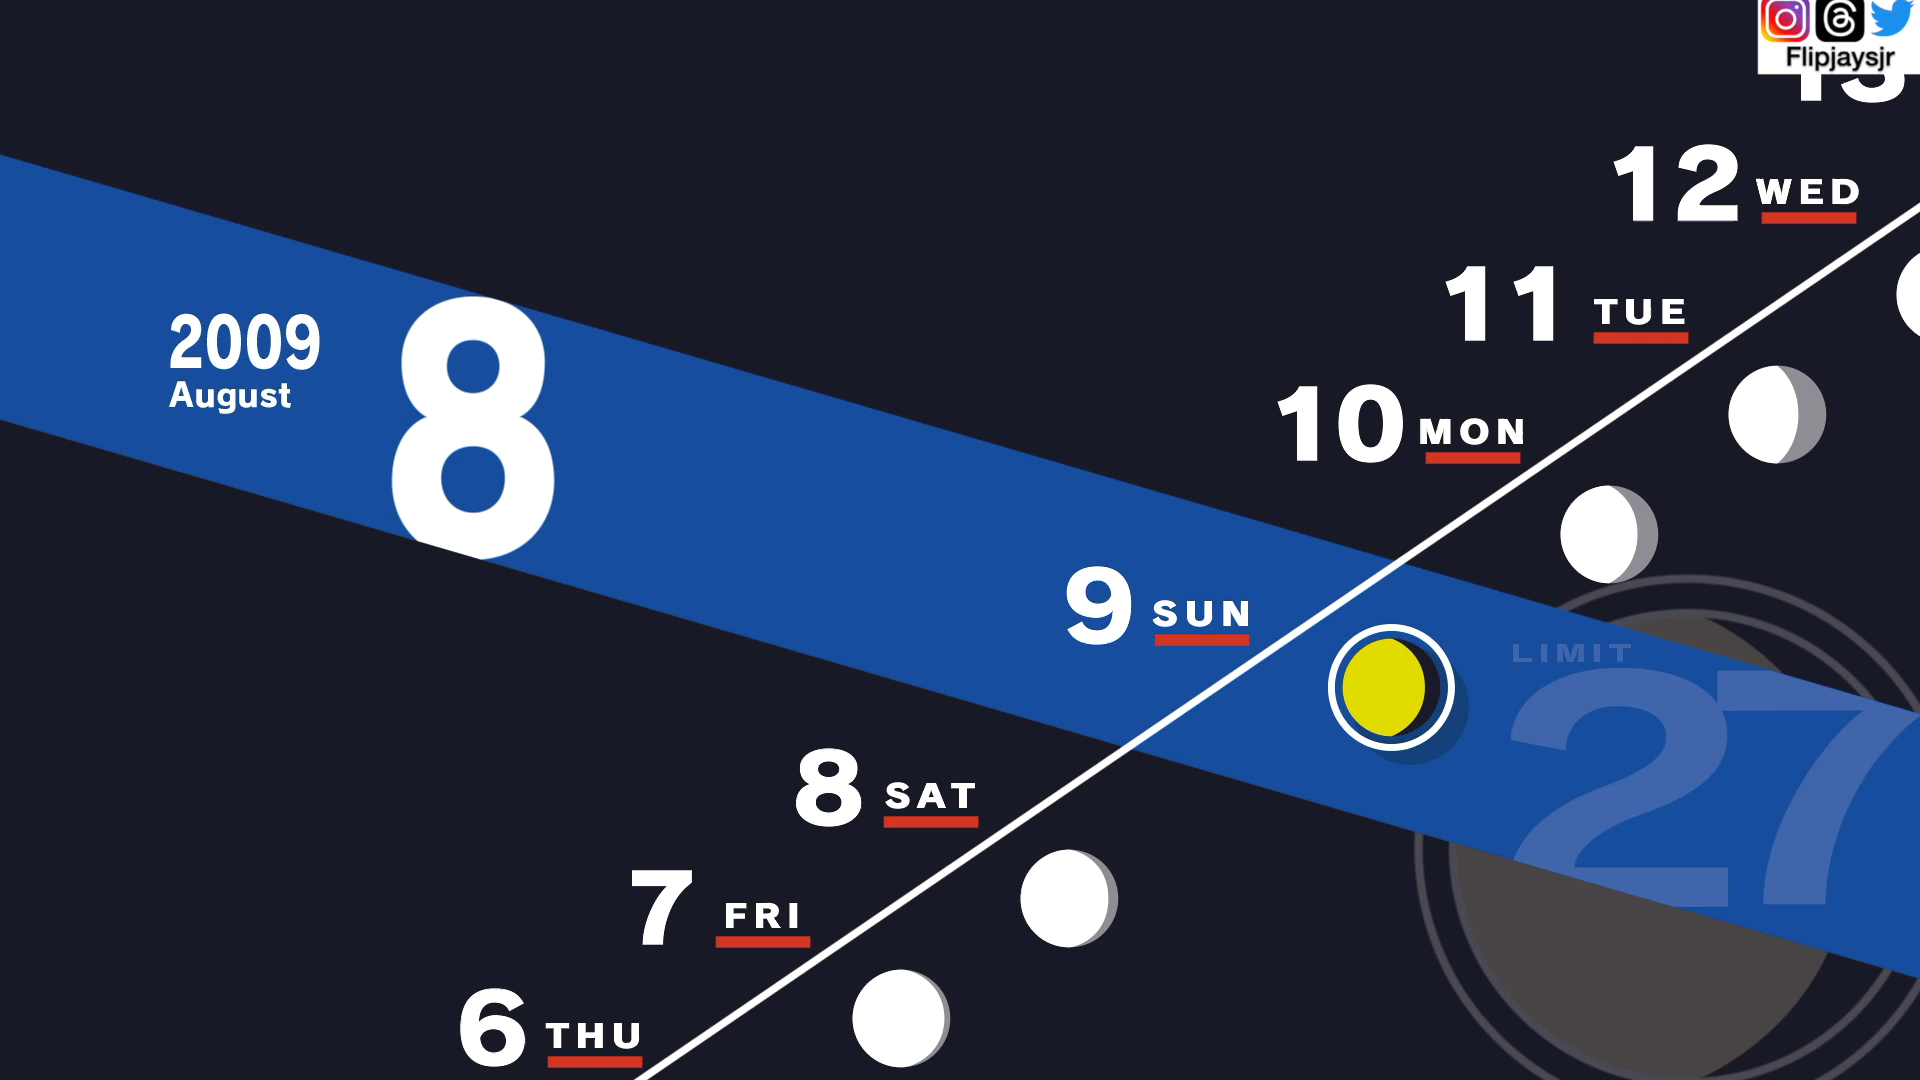 Flipjaysjr
13
12 WED
11 TUE
10 MON
2009
August
8
9 SUN
LIMIT
27
8 SAT
7 FRI
6 THU